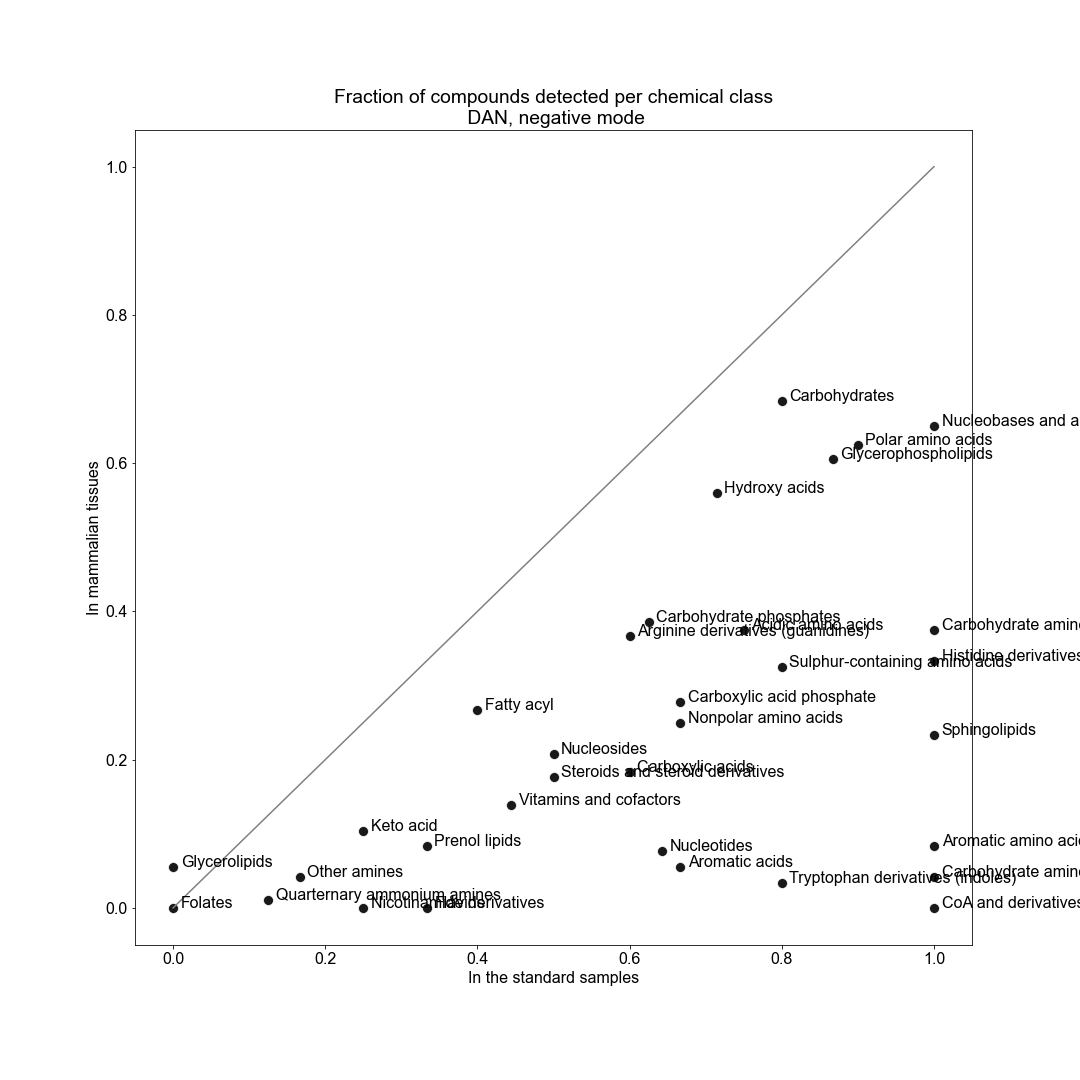 Fraction of compounds detected per chemical class
DAN, negative mode
In mammalian tissues
1.0
0.8
0.6
0.4
0.2
0.0
Carbohydrates
Nucleobases and a
Polar amino acids
Glycerophospholipids
Hydroxy acids
Carbohydrate phosphates
Acidic amino acids
Arginine derivatives (guanidines)
Carbohydrate amine
Histidine derivatives
Sulphur-containing amino acids
Carboxylic acid phosphate
Fatty acyl
Nonpolar amino acids
Sphingolipids
Nucleosides
Carboxylic acids
Steroids and steroid derivatives
Vitamins and cofactors
Keto acid
Prenol lipids
Nucleotides
Aromatic amino acid
Glycerolipids
Aromatic acids
Other amines
Carbohydrate amine
Tryptophan derivatives (indoles)
Quarternary ammonium amines
Folates
Nicotinamide derivatives
CoA and derivatives
0.0
0.2
0.4
0.6
0.8
1.0
In the standard samples